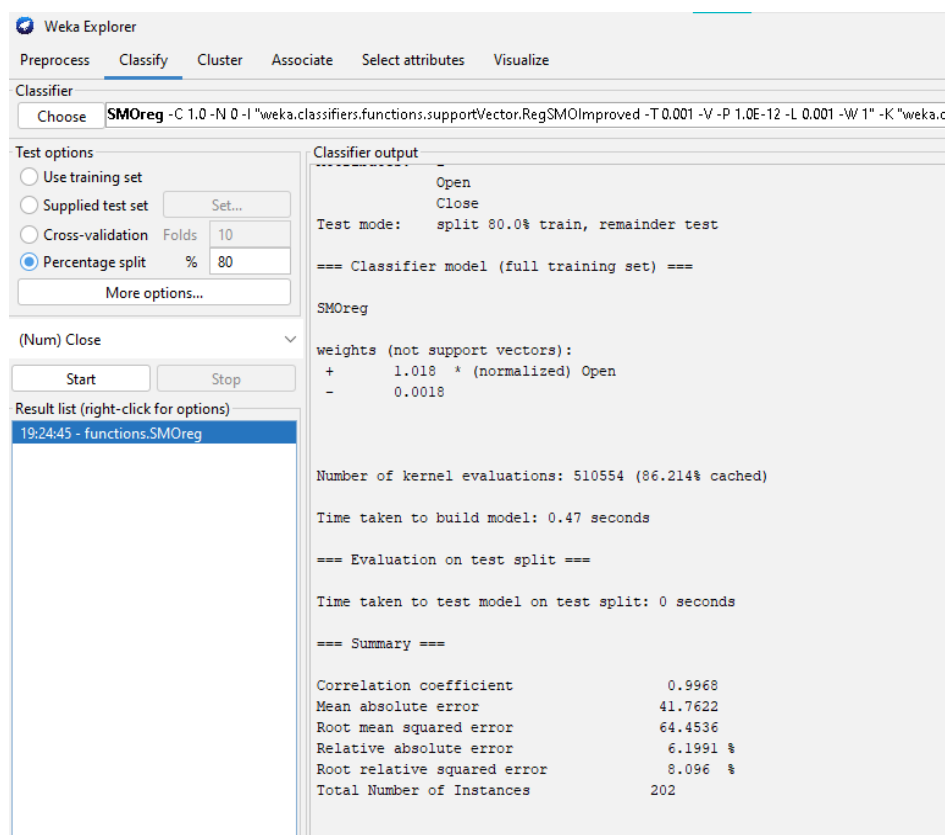 Weka Explorer
Preprocess Classify Cluster Associate Select attributes Visualize
Classifier
Choose SMOreg -C 1.0 -N 0 -I "weka.classifiers.functions.supportVector.RegSMOImproved -T 0.001 -V -P 1.0E-12 -L 0.001 -W 1" -K "weka.c
Test options
Use training set
Supplied test set Set...
Cross-validation Folds 10
Percentage split % 80
More options...
(Num) Close
Start Stop
Result list (right-click for options)
19:24:45 - functions.SMOreg
Classifier output
Open
Close
Test mode: split 80.0% train, remainder test
=== Classifier model (full training set) ===
SMOreg
weights (not support vectors):
+ 1.018 * (normalized) Open
- 0.0018
Number of kernel evaluations: 510554 (86.214% cached)
Time taken to build model: 0.47 seconds
=== Evaluation on test split ===
Time taken to test model on test split: 0 seconds
=== Summary ===
Correlation coefficient 0.9968
Mean absolute error 41.7622
Root mean squared error 64.4536
Relative absolute error 6.1991 %
Root relative squared error 8.096 %
Total Number of Instances 202